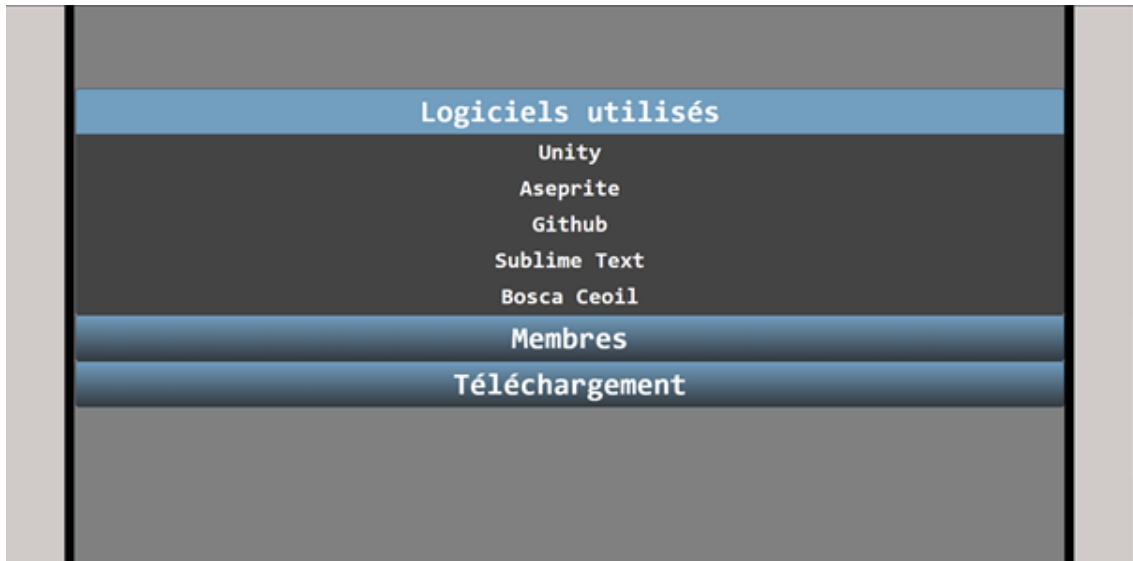 Logiciels utilisés
Unity
Aseprite
Github
Sublime Text
Bosca Ceoil
Membres
Téléchargement